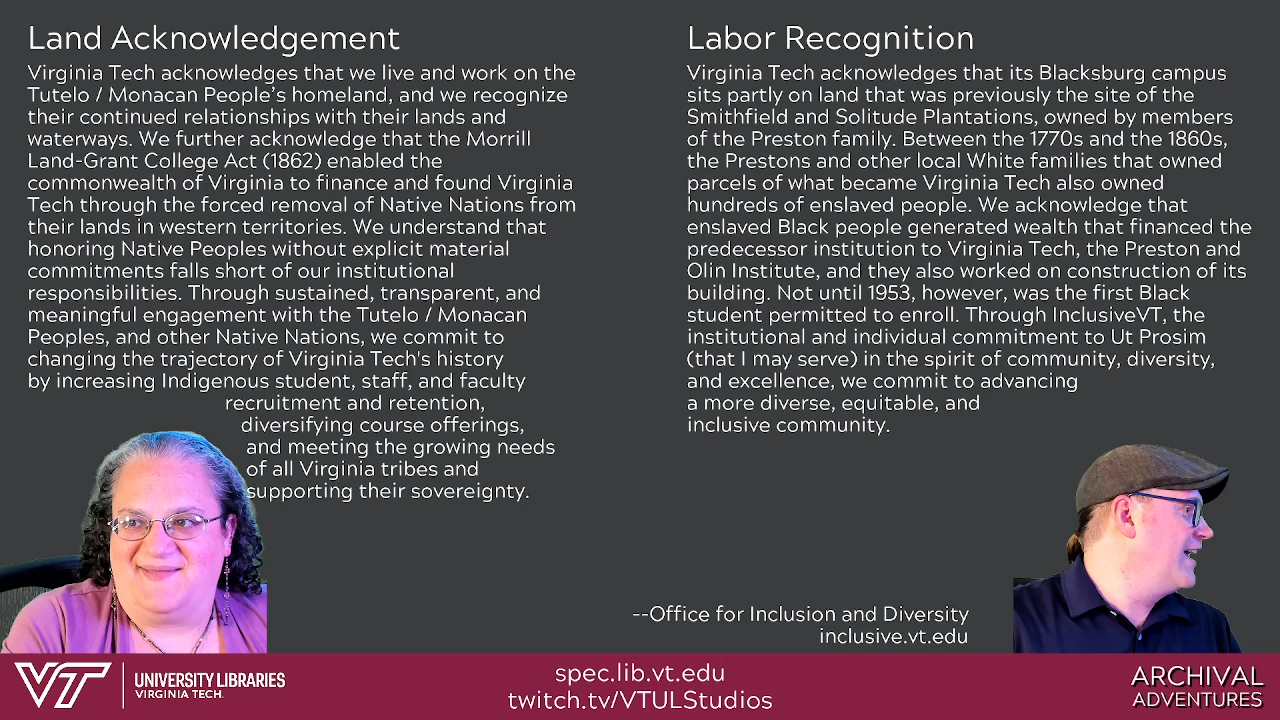 Land Acknowledgement
Virginia Tech acknowledges that we live and work on the
Tutelo / Monacan People's homeland, and we recognize
their continued relationships with their lands and
waterways. We further acknowledge that the Morrill
Land-Grant College Act (1862) enabled the
commonwealth of Virginia to finance and found Virginia
Tech through the forced removal of Native Nations from
their lands in western territories. We understand that
honoring Native Peoples without explicit material
commitments falls short of our institutional
responsibilities. Through sustained, transparent, and
meaningful engagement with the Tutelo / Monacan
Peoples, and other Native Nations, we commit to
changing the trajectory of Virginia Tech's history
by increasing Indigenous student, staff, and faculty
recruitment and retention,
diversifying course offerings,
and meeting the growing needs
of all Virginia tribes and
supporting their sovereignty.
Labor Recognition
Virginia Tech acknowledges that its Blacksburg campus
sits partly on land that was previously the site of the
Smithfield and Solitude Plantations, owned by members
of the Preston family. Between the 1770s and the 1860s,
the Prestons and other local White families that owned
parcels of what became Virginia Tech also owned
hundreds of enslaved people. We acknowledge that
enslaved Black people generated wealth that financed the
predecessor institution to Virginia Tech, the Preston and
Olin Institute, and they also worked on construction of its
building. Not until 1953, however, was the first Black
student permitted to enroll. Through InclusiveVT, the
institutional and individual commitment to Ut Prosim
(that I may serve) in the spirit of community, diversity,
and excellence, we commit to advancing
a more diverse, equitable, and
inclusive community.
--Office for Inclusion and Diversity
inclusive.vt.edu
VT
UNIVERSITY LIBRARIES
VIRGINIA TECH
spec.lib.vt.edu
twitch.tv/VTULStudios
ARCHIVAL
ADVENTURES